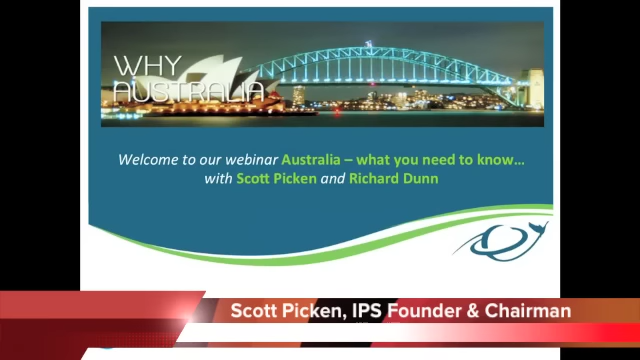 WHY
AUSTRALIA
Welcome to our webinar Australia – what you need to know…
with Scott Picken and Richard Dunn
Scott Picken, IPS Founder & Chairman